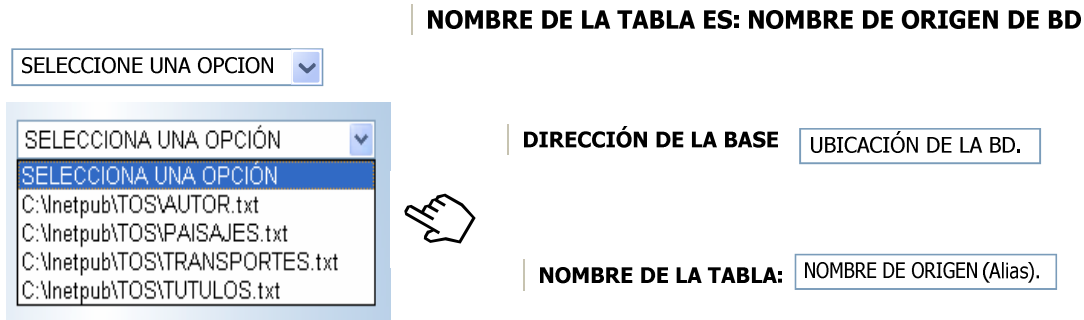 NOMBRE DE LA TABLA ES: NOMBRE DE ORIGEN DE BD
SELECCIONE UNA OPCION
SELECCIONA UNA OPCIÓN
SELECCIONA UNA OPCIÓN
C:\Inetpub\TOS\AUTOR.txt
C:\Inetpub\TOS\PAISAJES.txt
C:\Inetpub\TOS\TRANSPORTES.txt
C:\Inetpub\TOS\TUTULOS.txt
DIRECCIÓN DE LA BASE UBICACIÓN DE LA BD.
NOMBRE DE LA TABLA: NOMBRE DE ORIGEN (Alias).